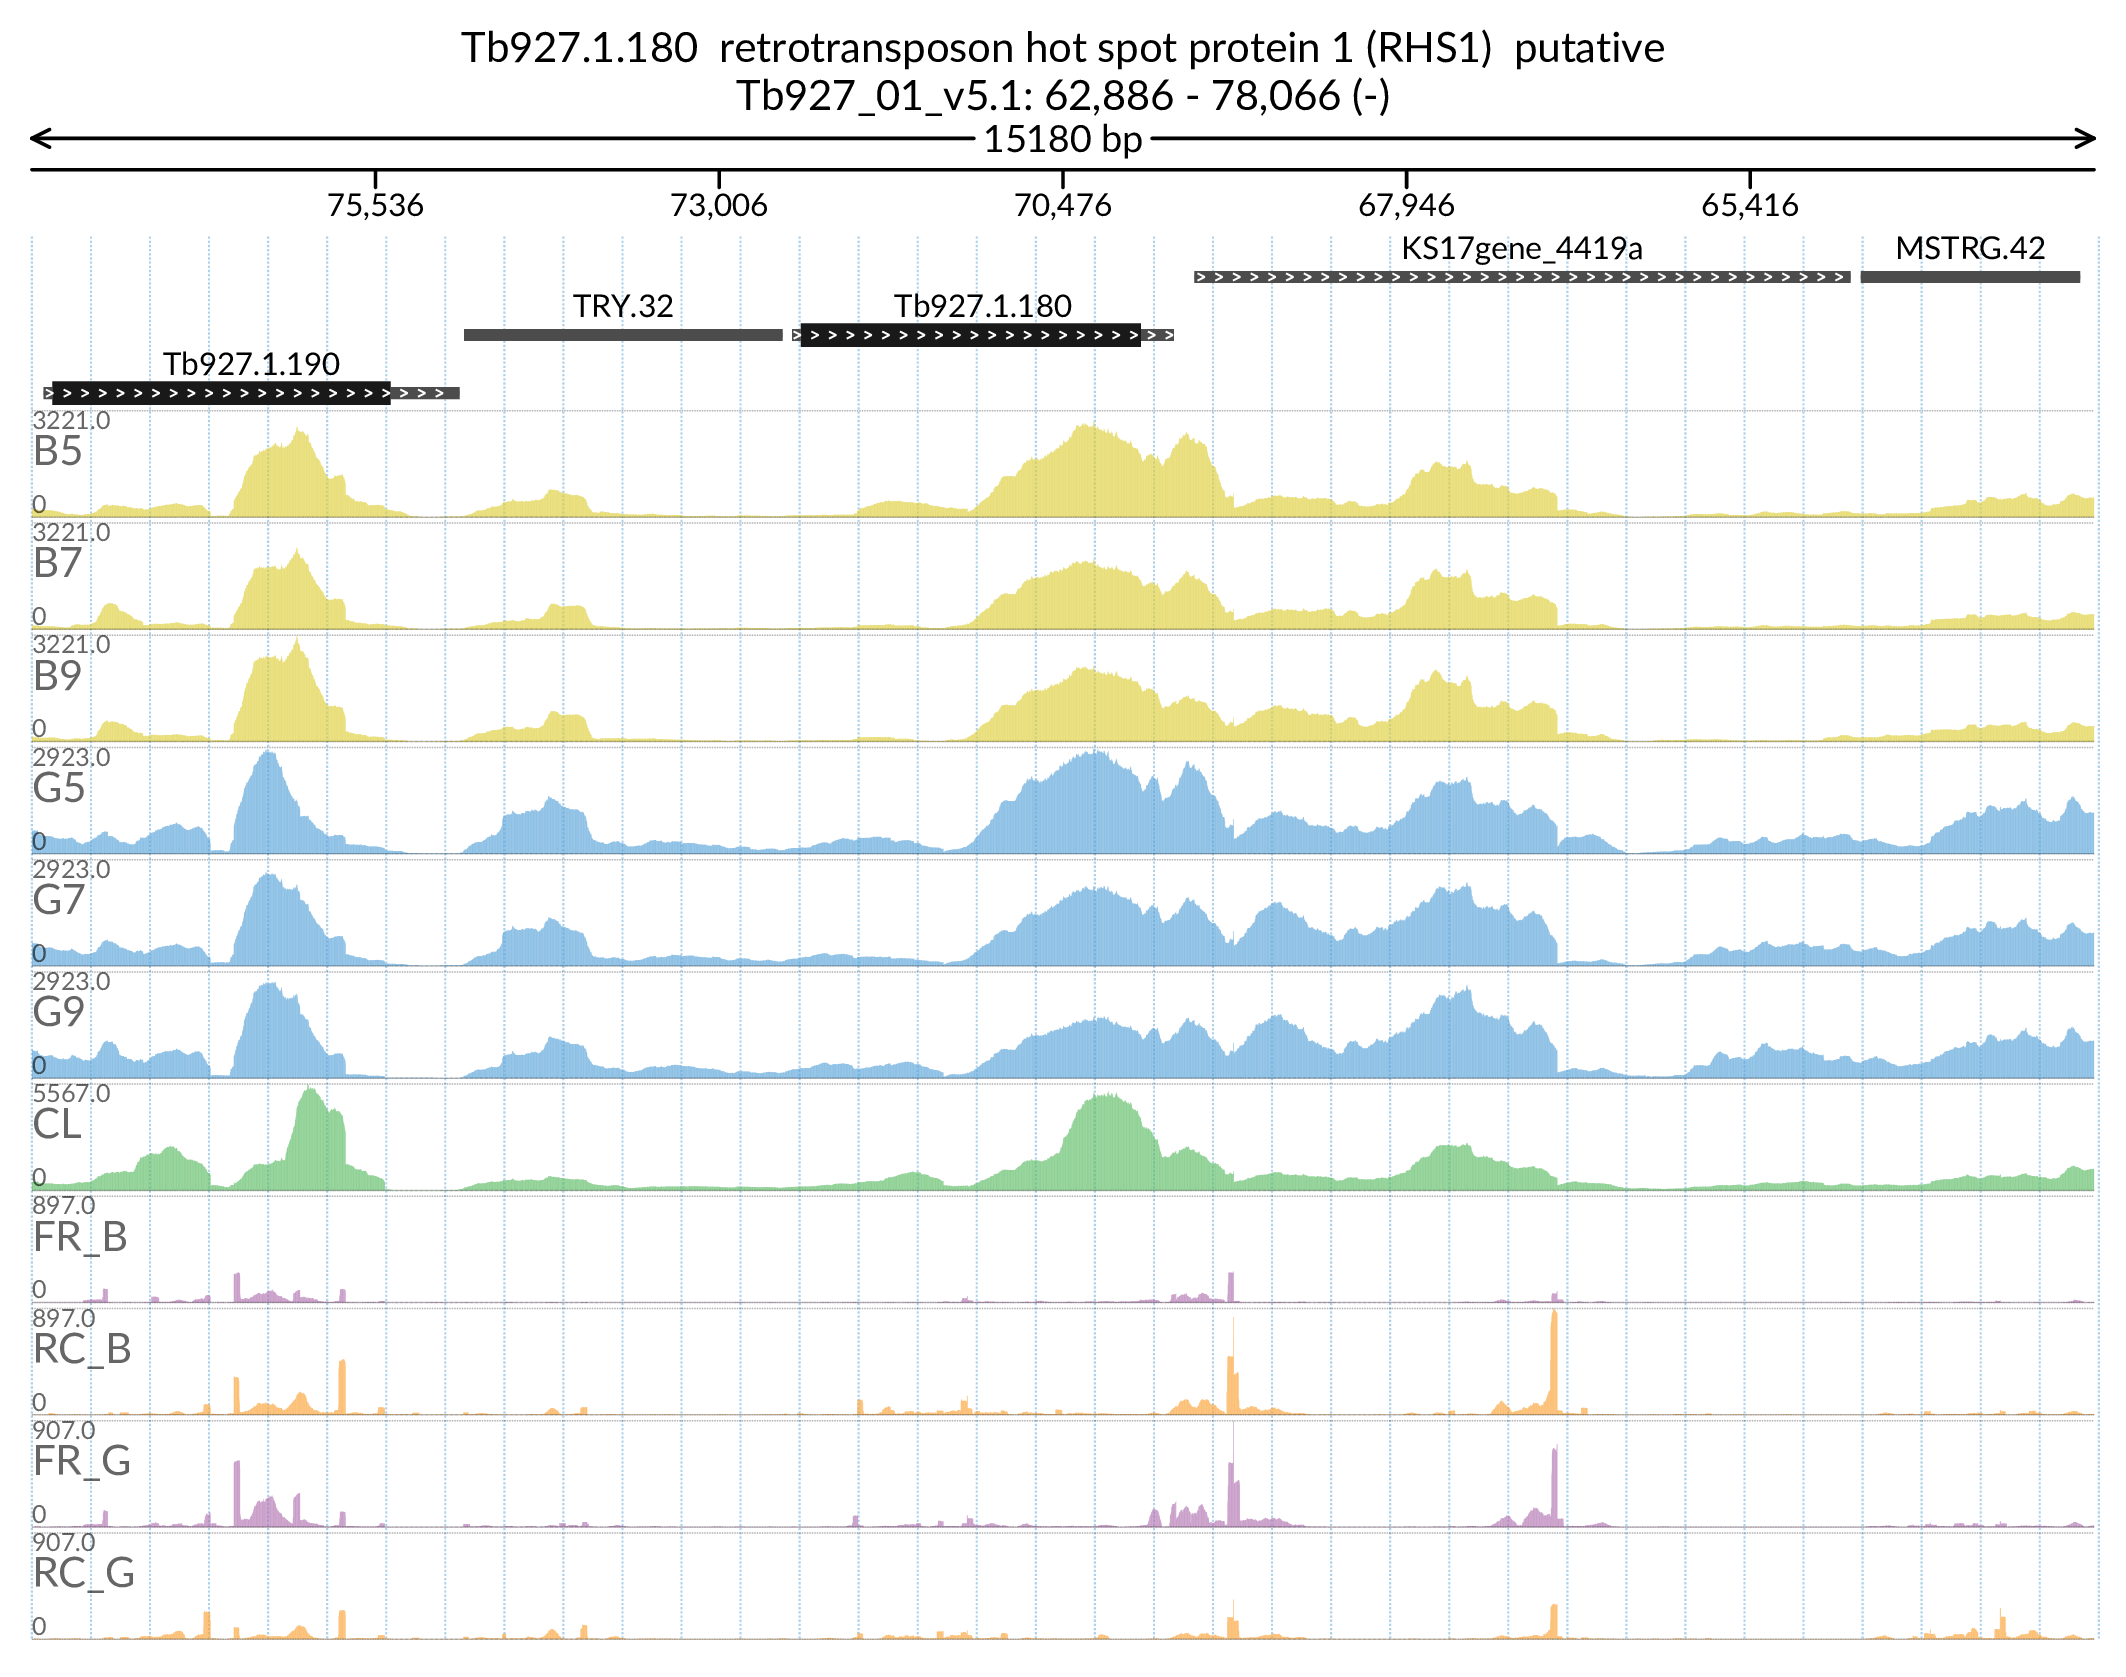 Tb927.1.180 retrotransposon hot spot protein 1 (RHS1) putative
Tb927_01_v5.1: 62,886 - 78,066 (-)
15180 bp
75,536 73,006 70,476 67,946 65,416
KS17gene_4419a MSTRG.42
TRY.32 Tb927.1.180
Tb927.1.190
3221.0
B5
0
3221.0
B7
0
3221.0
B9
0
2923.0
G5
0
2923.0
G7
0
2923.0
G9
0
5567.0
CL
0
897.0
FR_B
0
897.0
RC_B
0
907.0
FR_G
0
907.0
RC_G
0